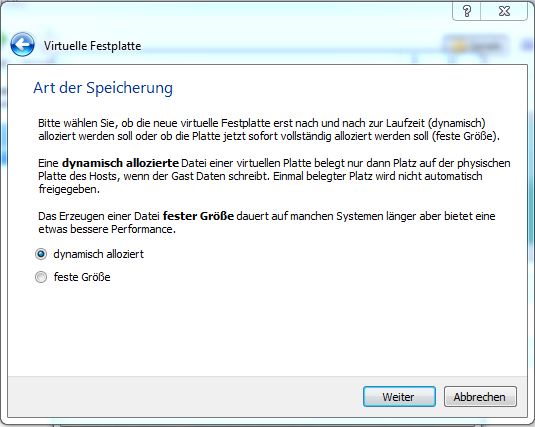 Virtuelle Festplatte
Art der Speicherung
Bitte wählen Sie, ob die neue virtuelle Festplatte erst nach und nach zur Laufzeit (dynamisch)
alloziert werden soll oder ob die Platte jetzt sofort vollständig alloziert werden soll (feste Größe).
Eine dynamisch allozierte Datei einer virtuellen Platte belegt nur dann Platz auf der physischen
Platte des Hosts, wenn der Gast Daten schreibt. Einmal belegter Platz wird nicht automatisch
freigegeben.
Das Erzeugen einer Datei fester Größe dauert auf manchen Systemen länger aber bietet eine
etwas bessere Performance.
dynamisch alloziert
feste Größe
Weiter Abbrechen